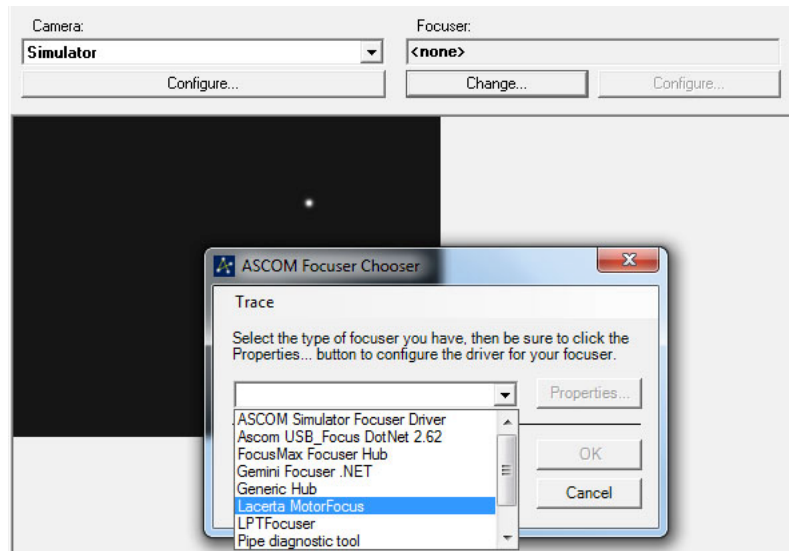 Camera:
Focuser:
Simulator
<none>
Configure...
Change...
Configure...
ASCOM Focuser Chooser
Trace
Select the type of focuser you have, then be sure to click the
Properties... button to configure the driver for your focuser.
Properties...
ASCOM Simulator Focuser Driver
Ascom USB_Focus DotNet 2.62
FocusMax Focuser Hub
Gemini Focuser .NET
Generic Hub
Lacerta MotorFocus
LPTFocuser
Pipe diagnostic tool
OK
Cancel